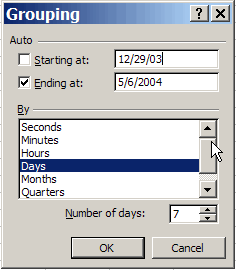 Grouping
Auto
Starting at: 12/29/03
Ending at: 5/6/2004
By
Seconds
Minutes
Hours
Days
Months
Quarters
Number of days: 7
OK Cancel